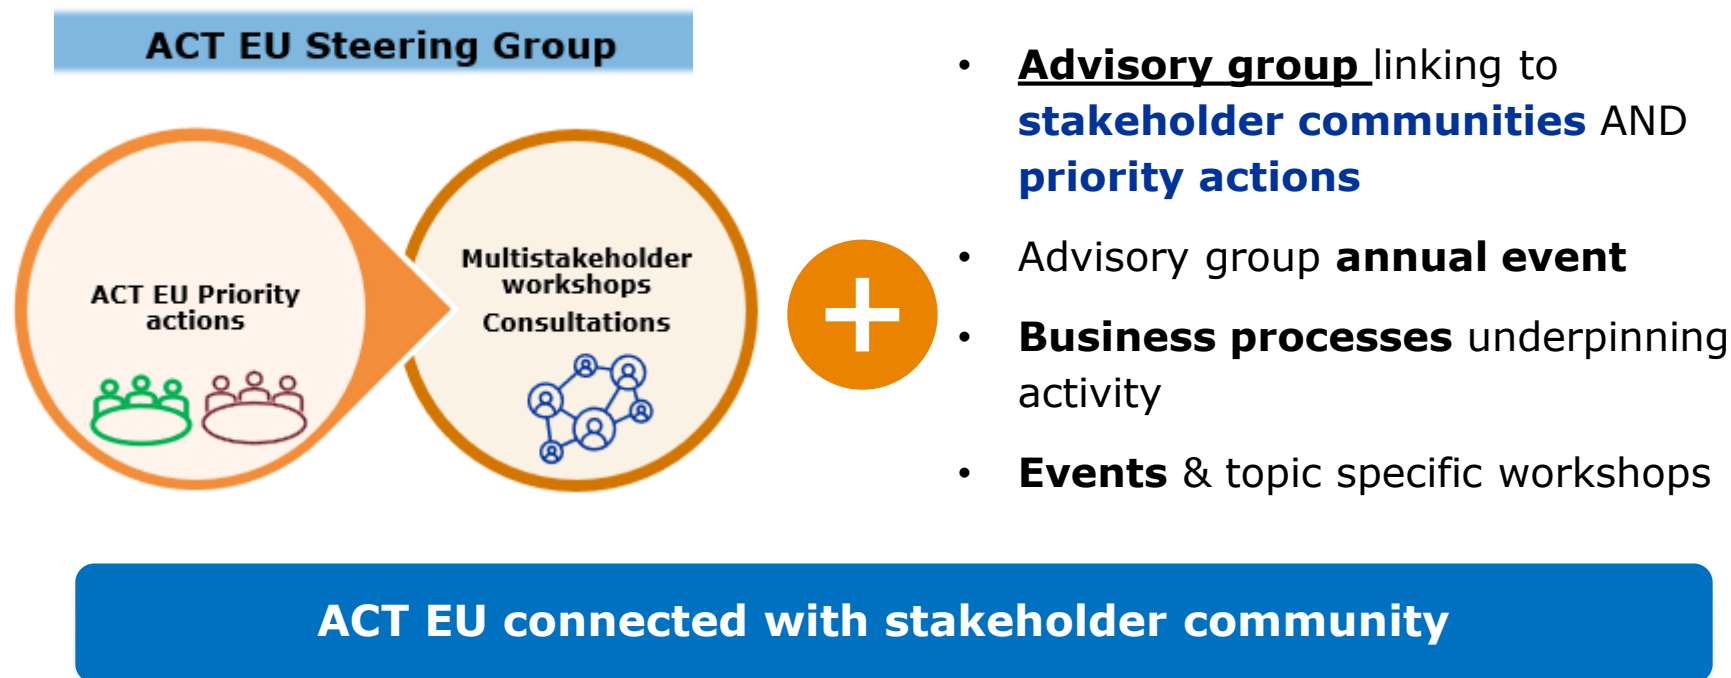 ACT EU Steering Group
ACT EU Priority
actions
Multistakeholder
workshops
Consultations
• Advisory group linking to
stakeholder communities AND
priority actions
• Advisory group annual event
• Business processes underpinning
activity
• Events & topic specific workshops
ACT EU connected with stakeholder community